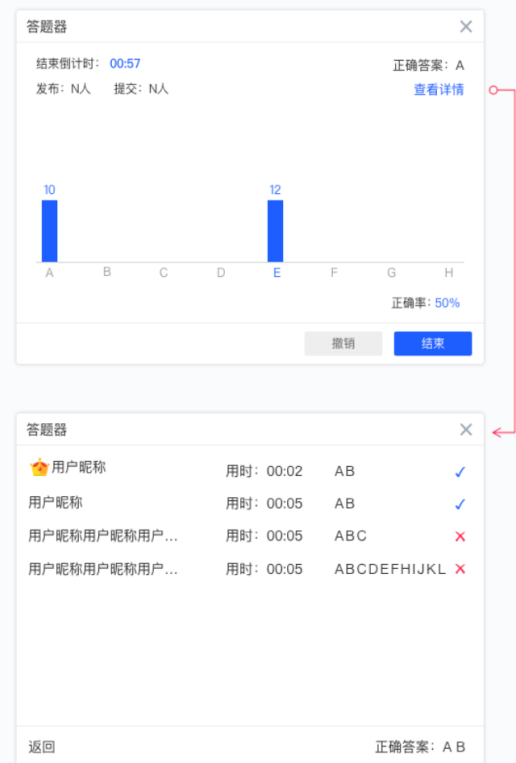 答题器
结束倒计时： 00:57
正确答案： A
发布：N人 提交：N人
查看详情
10 12
A B C D E F G H
正确率：50%
撤销 结束
答题器
用户昵称 用时：00:02 AB
用户昵称 用时：00:05 AB
用户昵称用户昵称用户... 用时：00:05 ABC
用户昵称用户昵称用户... 用时：00:05 ABCDEFHIJKL
返回 正确答案：A B